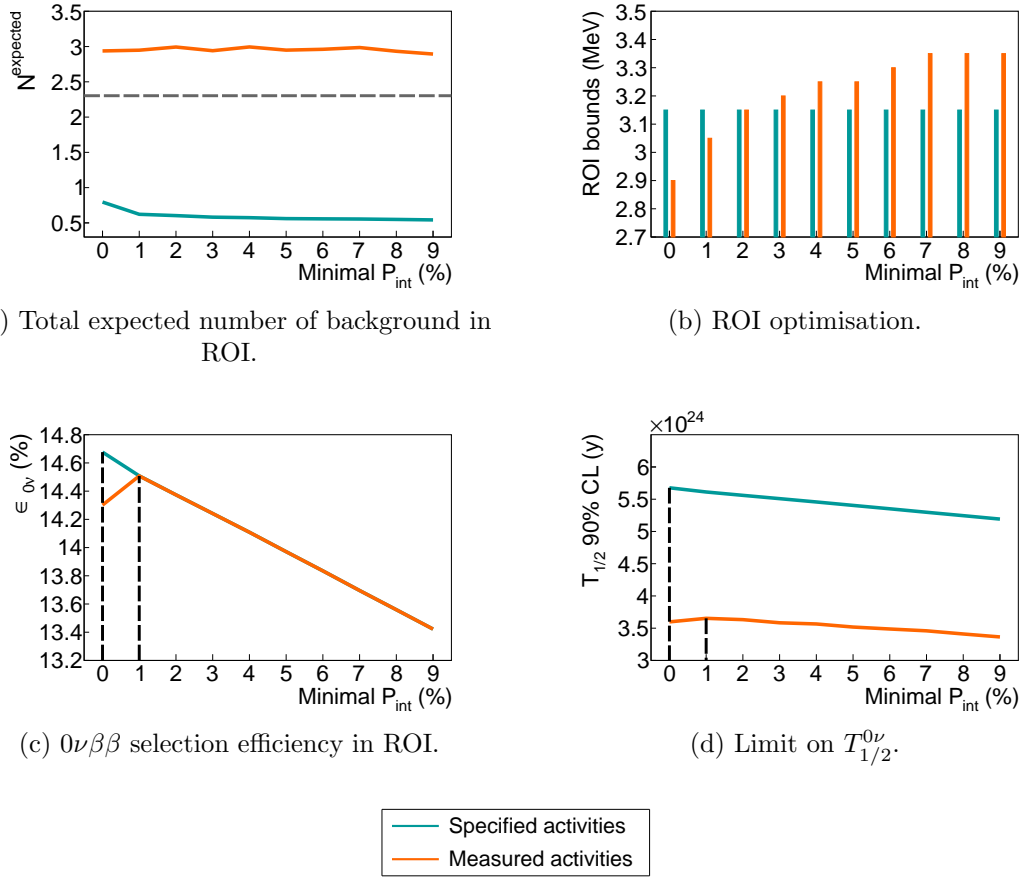 3.5
3
2.5
2
1.5
1
0.5
N^expected
0 1 2 3 4 5 6 7 8 9
Minimal P_int (%)
) Total expected number of background in
ROI.
3.5
3.4
3.3
3.2
3.1
3
2.9
2.8
2.7
ROI bounds (MeV)
0 1 2 3 4 5 6 7 8 9
Minimal P_int (%)
(b) ROI optimisation.
14.8
14.6
14.4
14.2
14
13.8
13.6
13.4
13.2
ϵ_0ν (%)
0 1 2 3 4 5 6 7 8 9
Minimal P_int (%)
(c) 0νββ selection efficiency in ROI.
×10^24
6
5.5
5
4.5
4
3.5
3
T_1/2 90% CL (y)
0 1 2 3 4 5 6 7 8 9
Minimal P_int (%)
(d) Limit on T^0ν_1/2.
Specified activities
Measured activities